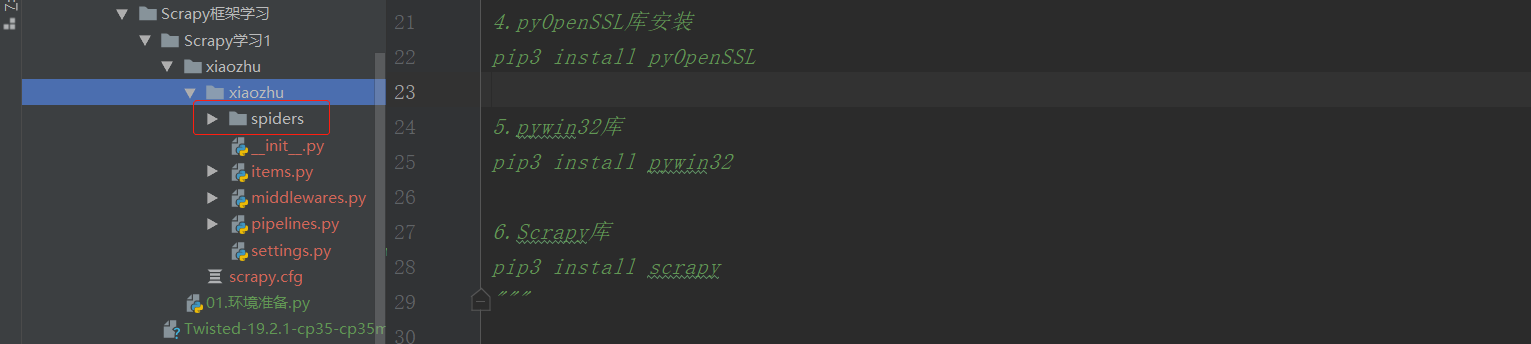 Scrapy框架学习
Scrapy学习1
xiaozhu
xiaozhu
spiders
__init__.py
items.py
middlewares.py
pipelines.py
settings.py
scrapy.cfg
01.环境准备.py
Twisted-19.2.1-cp35-cp35m
21 4.pyOpenSSL库安装
22 pip3 install pyOpenSSL
23
24 5.pywin32库
25 pip3 install pywin32
26
27 6.Scrapy库
28 pip3 install scrapy
29 """
30